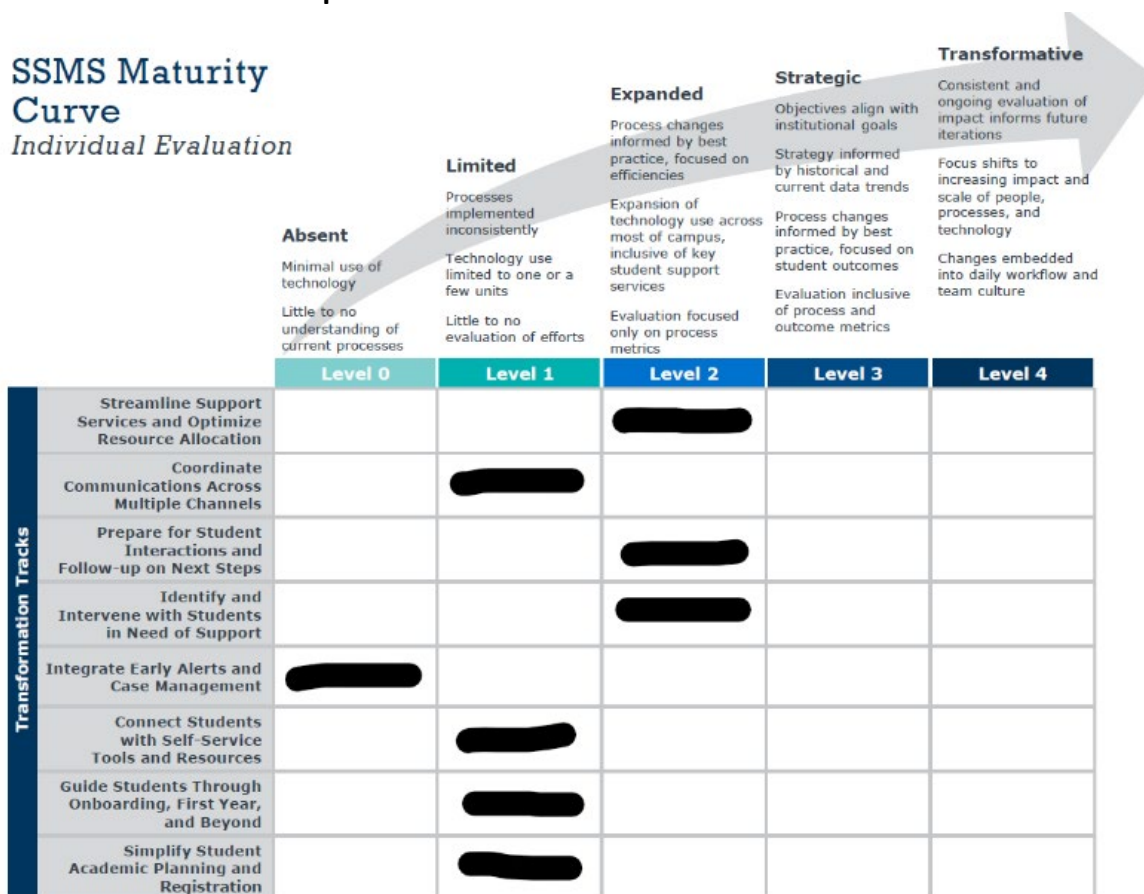 SSMS Maturity
Curve
Individual Evaluation
Absent
Minimal use of
technology
Little to no
understanding of
current processes
Limited
Processes
implemented
inconsistently
Technology use
limited to one or a
few units
Little to no
evaluation of efforts
Expanded
Process changes
informed by best
practice, focused on
efficiencies
Expansion of
technology use across
most of campus,
inclusive of key
student support
services
Evaluation focused
only on process
metrics
Strategic
Objectives align with
institutional goals
Strategy informed
by historical and
current data trends
Process changes
informed by best
practice, focused on
student outcomes
Evaluation inclusive
of process and
outcome metrics
Transformative
Consistent and
ongoing evaluation of
impact informs future
iterations
Focus shifts to
increasing impact and
scale of people,
processes, and
technology
Changes embedded
into daily workflow and
team culture
Level 0
Level 1
Level 2
Level 3
Level 4
Transformation Tracks
Streamline Support
Services and Optimize
Resource Allocation
Coordinate
Communications Across
Multiple Channels
Prepare for Student
Interactions and
Follow-up on Next Steps
Identify and
Intervene with Students
in Need of Support
Integrate Early Alerts and
Case Management
Connect Students
with Self-Service
Tools and Resources
Guide Students Through
Onboarding, First Year,
and Beyond
Simplify Student
Academic Planning and
Registration